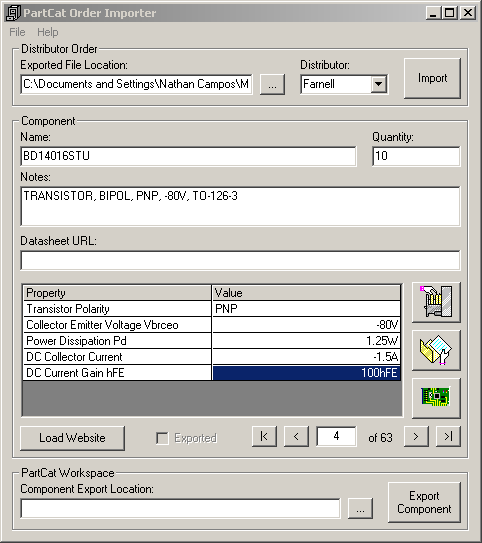 PartCat Order Importer
File Help
Distributor Order
Exported File Location:
Distributor:
C:\Documents and Settings\Nathan Campos\M
...
Farnell
Import
Component
Name:
Quantity:
BD14016STU
10
Notes:
TRANSISTOR, BIPOL, PNP, -80V, TO-126-3
Datasheet URL:
Property Value
Transistor Polarity PNP
Collector Emitter Voltage Vbrceo -80V
Power Dissipation Pd 1.25W
DC Collector Current -1.5A
DC Current Gain hFE 100hFE
Load Website
Exported
4
of 63
PartCat Workspace
Component Export Location:
...
Export
Component